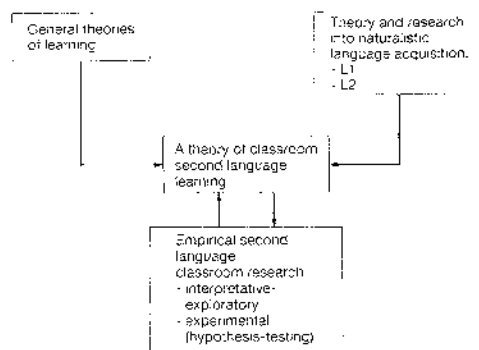 General theories
of learning
Theory and research
into naturalistic
language acquisition.
- L1
- L2
A theory of classroom
second language
learning
Empirical second
language
classroom research
- interpretative-
exploratory
- experimental
(hypothesis-testing)